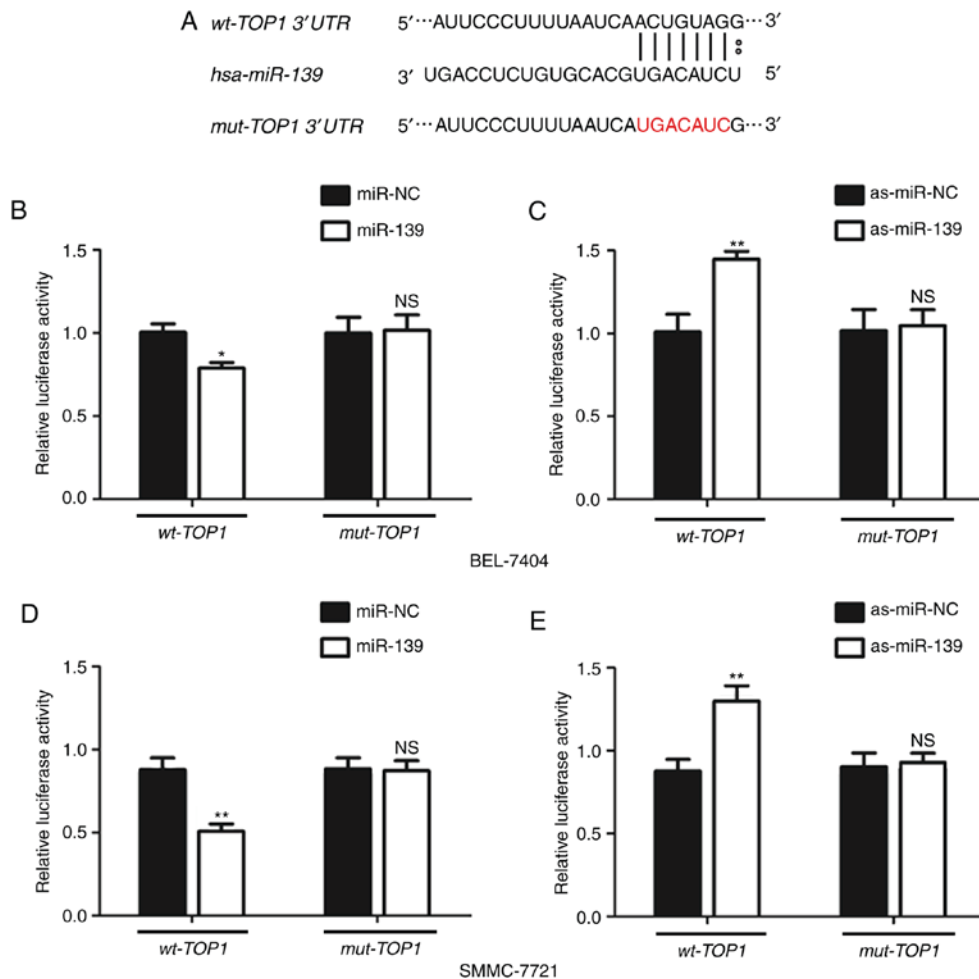 A
wt-TOP1 3′UTR 5′···AUUCCCUUUUAAUCAACUGUAGG···3′
hsa-miR-139 3′ UGACCUCUGUGCACGUGACAUCU 5′
mut-TOP1 3′UTR 5′···AUUCCCUUUUAAUCAUGACAUCG···3′
B
miR-NC
miR-139
Relative luciferase activity
1.5
1.0
0.5
0.0
*
NS
wt-TOP1 mut-TOP1
C
as-miR-NC
as-miR-139
Relative luciferase activity
1.5
1.0
0.5
0.0
**
NS
wt-TOP1 mut-TOP1
BEL-7404
D
miR-NC
miR-139
Relative luciferase activity
1.5
1.0
0.5
0.0
**
NS
wt-TOP1 mut-TOP1
E
as-miR-NC
as-miR-139
Relative luciferase activity
1.5
1.0
0.5
0.0
**
NS
wt-TOP1 mut-TOP1
SMMC-7721